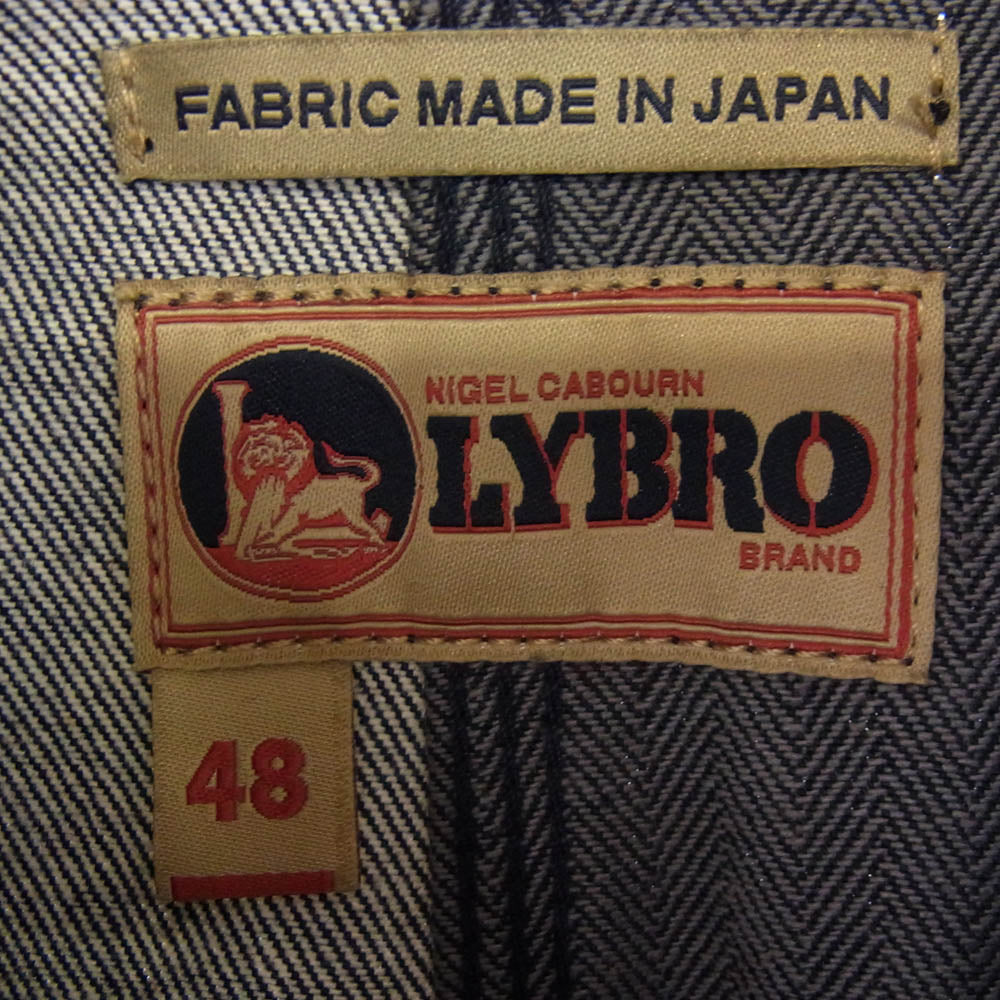 FABRIC MADE IN JAPAN
NIGEL CABOURN
LYBRO
BRAND
48